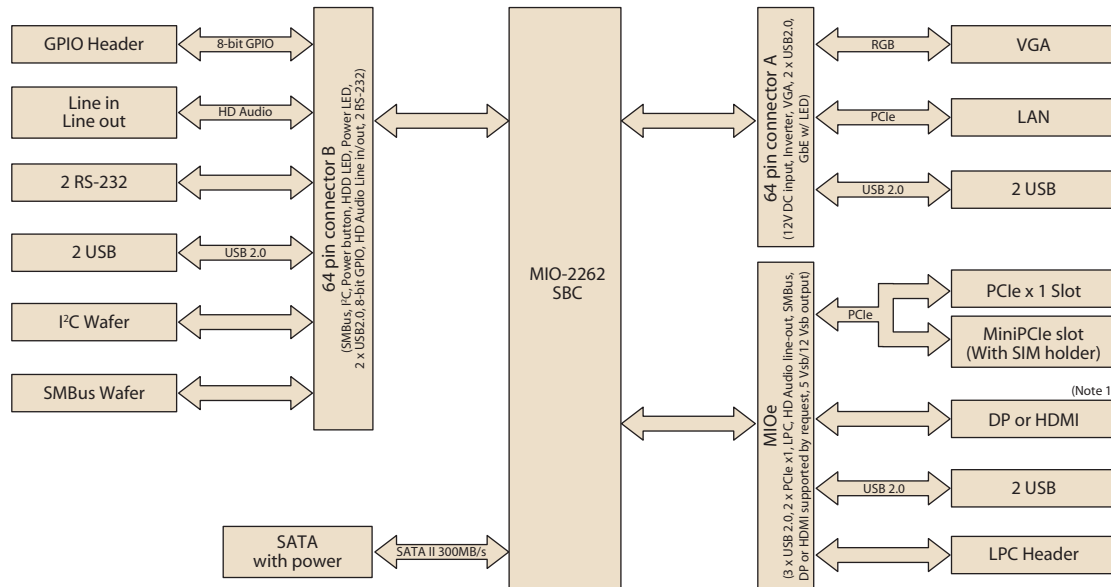 GPIO Header
8-bit GPIO
Line in
Line out
HD Audio
2 RS-232
2 USB
USB 2.0
I²C Wafer
SMBus Wafer
64 pin connector B
(SMBus, I²C, Power button, HDD LED, Power LED,
2 x USB2.0, 8-bit GPIO, HD Audio Line in/out, 2 RS-232)
SATA
with power
SATA II 300MB/s
MIO-2262
SBC
64 pin connector A
(12V DC input, Inverter, VGA, 2 x USB2.0,
GbE w/ LED)
RGB
VGA
PCIe
LAN
USB 2.0
2 USB
MIOe
(3 x USB 2.0, 2 x PCIe x1, LPC, HD Audio line-out, SMBus,
DP or HDMI supported by request, 5 Vsb/12 Vsb output)
PCIe
PCIe x 1 Slot
MiniPCIe slot
(With SIM holder)
(Note 1
DP or HDMI
USB 2.0
2 USB
LPC Header